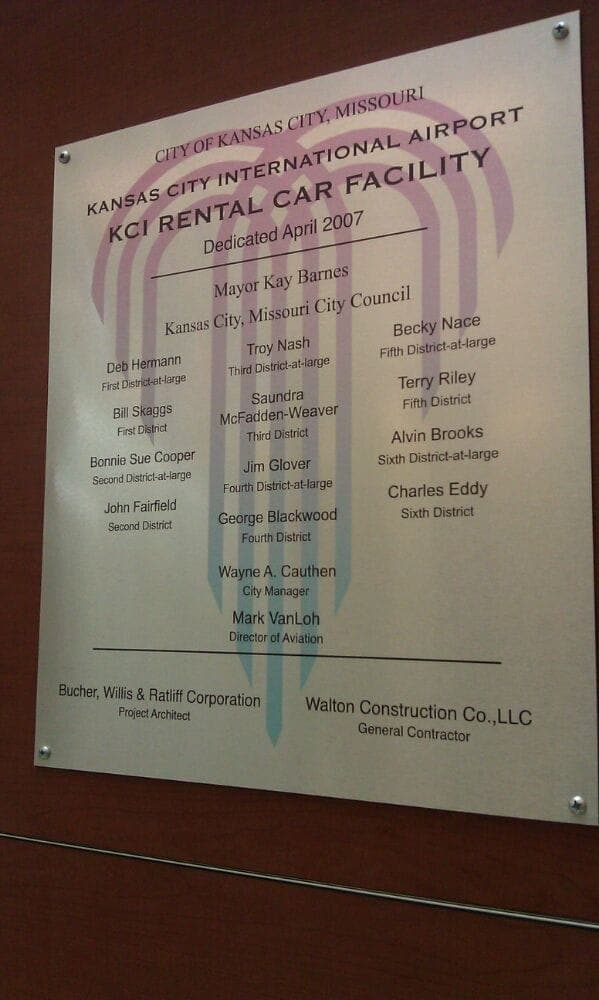 CITY OF KANSAS CITY, MISSOURI
KANSAS CITY INTERNATIONAL AIRPORT
KCI RENTAL CAR FACILITY
Dedicated April 2007
Mayor Kay Barnes
Kansas City, Missouri City Council
Deb Hermann
First District-at-large
Bill Skaggs
First District
Bonnie Sue Cooper
Second District-at-large
John Fairfield
Second District
Troy Nash
Third District-at-large
Saundra
McFadden-Weaver
Third District
Jim Glover
Fourth District-at-large
George Blackwood
Fourth District
Becky Nace
Fifth District-at-large
Terry Riley
Fifth District
Alvin Brooks
Sixth District-at-large
Charles Eddy
Sixth District
Wayne A. Cauthen
City Manager
Mark VanLoh
Director of Aviation
Bucher, Willis & Ratliff Corporation
Project Architect
Walton Construction Co.,LLC
General Contractor